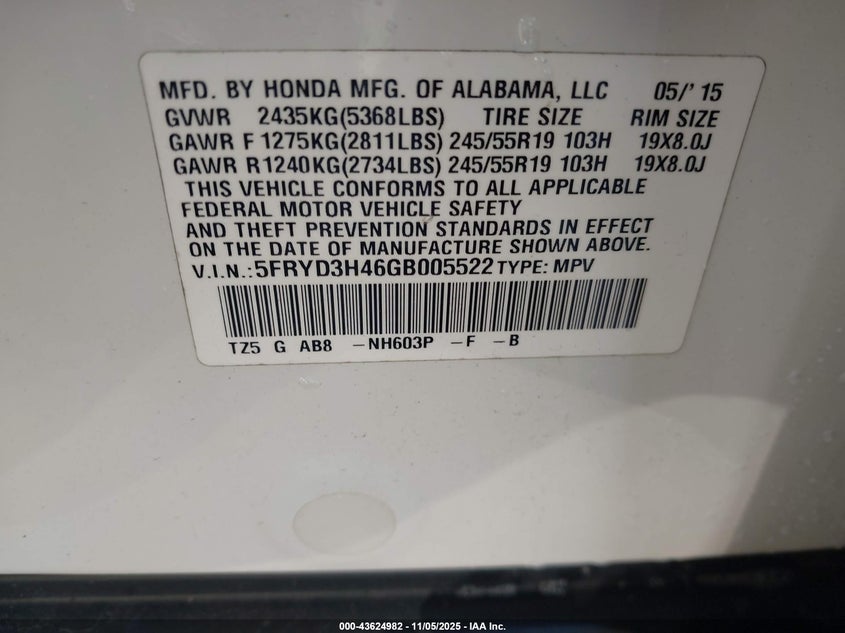 MFD. BY HONDA MFG. OF ALABAMA, LLC 05/' 15
GVWR 2435KG(5368LBS) TIRE SIZE RIM SIZE
GAWR F 1275KG(2811LBS) 245/55R19 103H 19X8.0J
GAWR R1240KG(2734LBS) 245/55R19 103H 19X8.0J
THIS VEHICLE CONFORMS TO ALL APPLICABLE
FEDERAL MOTOR VEHICLE SAFETY
AND THEFT PREVENTION STANDARDS IN EFFECT
ON THE DATE OF MANUFACTURE SHOWN ABOVE.
V.I.N.:5FRYD3H46GB005522 TYPE: MPV
TZ5 G AB8 -NH603P -F -B
000-43624982 - 11/05/2025 - IAA Inc.